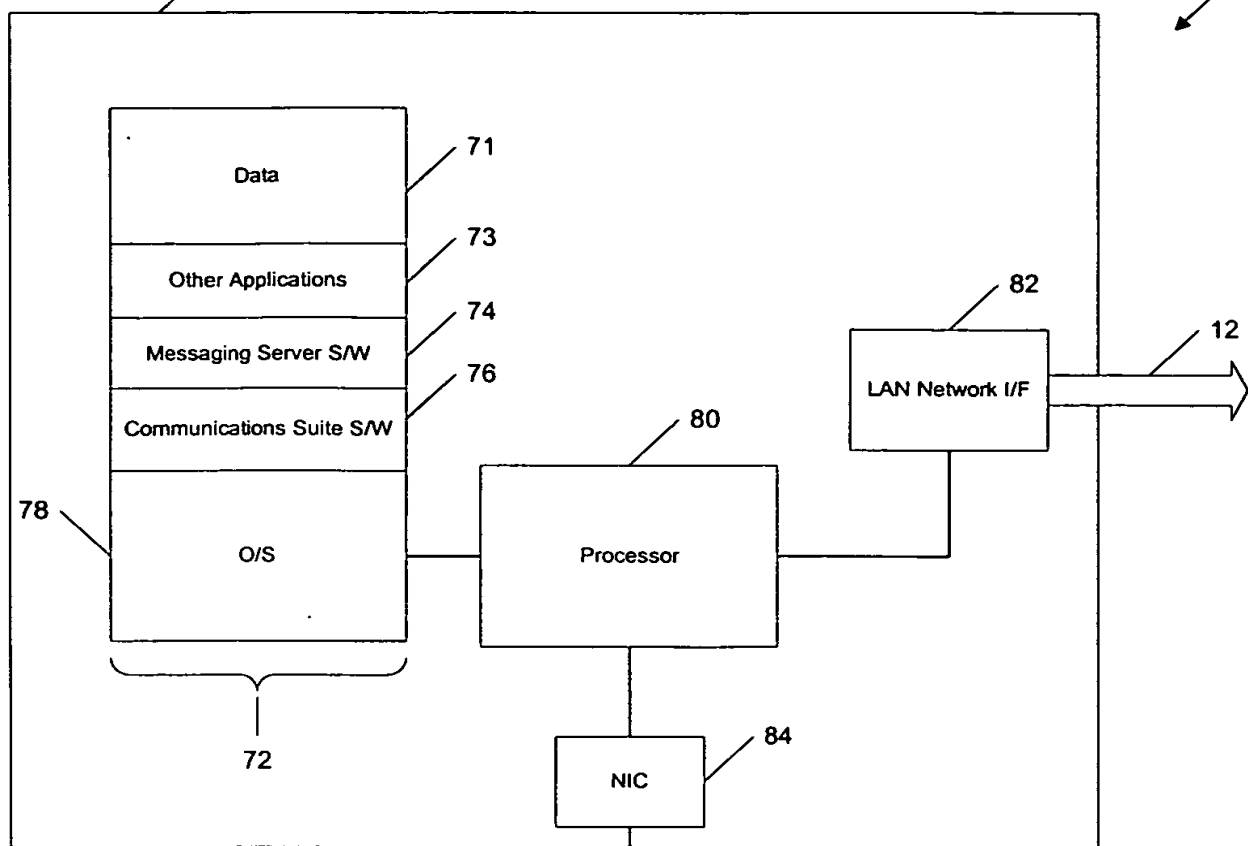 71
Data
73
Other Applications
74
82
12
Messaging Server S/W
76
LAN Network I/F
Communications Suite S/W
80
78
O/S
Processor
72
84
NIC